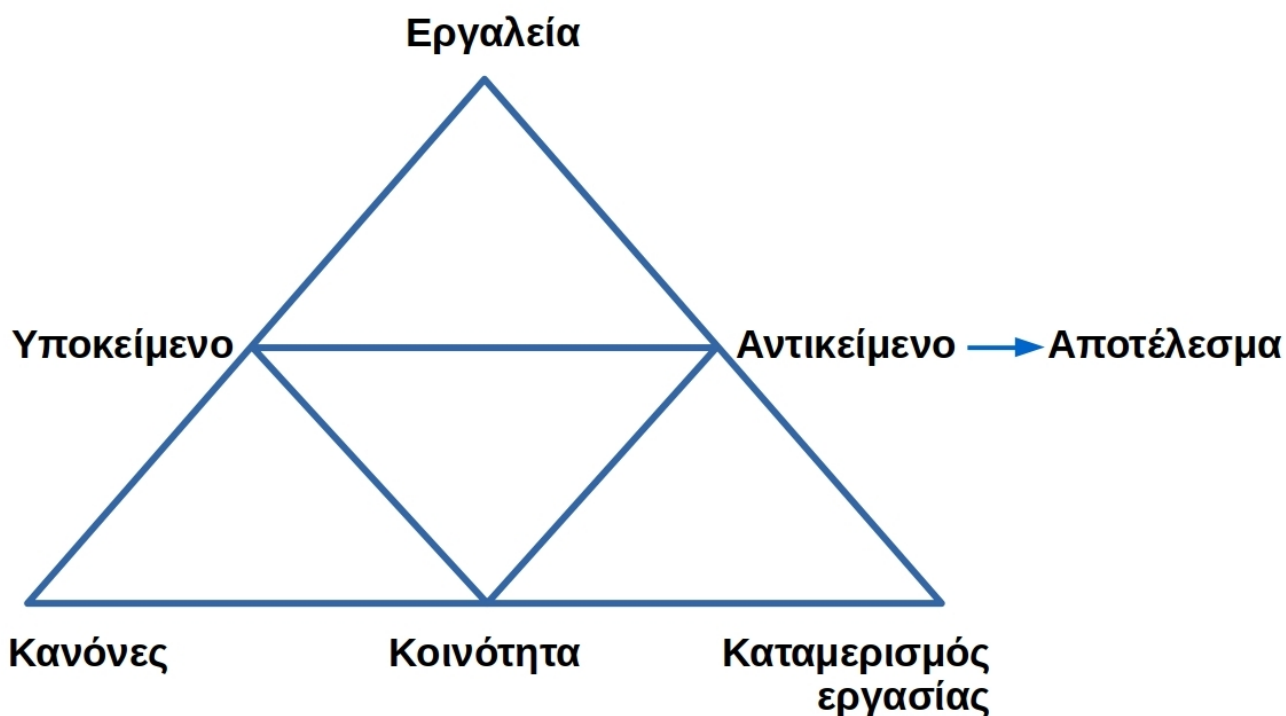 Εργαλεία
Υποκείμενο
Αντικείμενο
Αποτέλεσμα
Κανόνες
Κοινότητα
Καταμερισμός
εργασίας